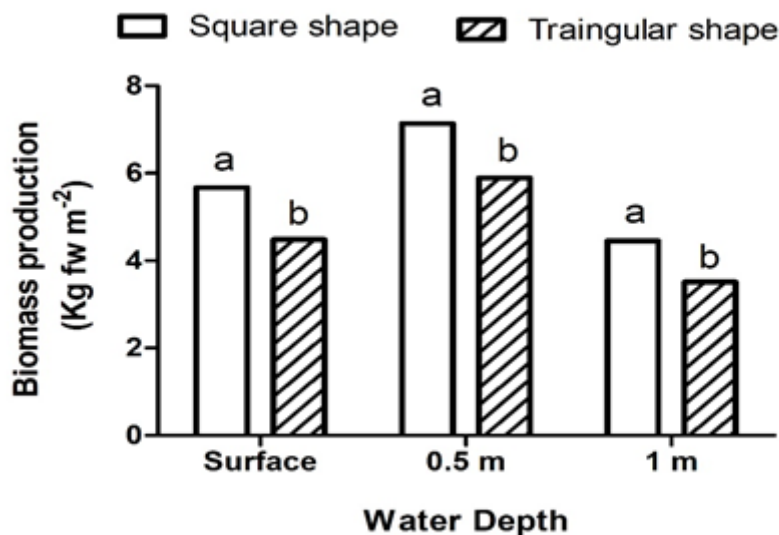 Square shape Traingular shape
Biomass production
(Kg fw m-2)
8
6
4
2
0
a
b
a
b
a
b
Surface 0.5 m 1 m
Water Depth